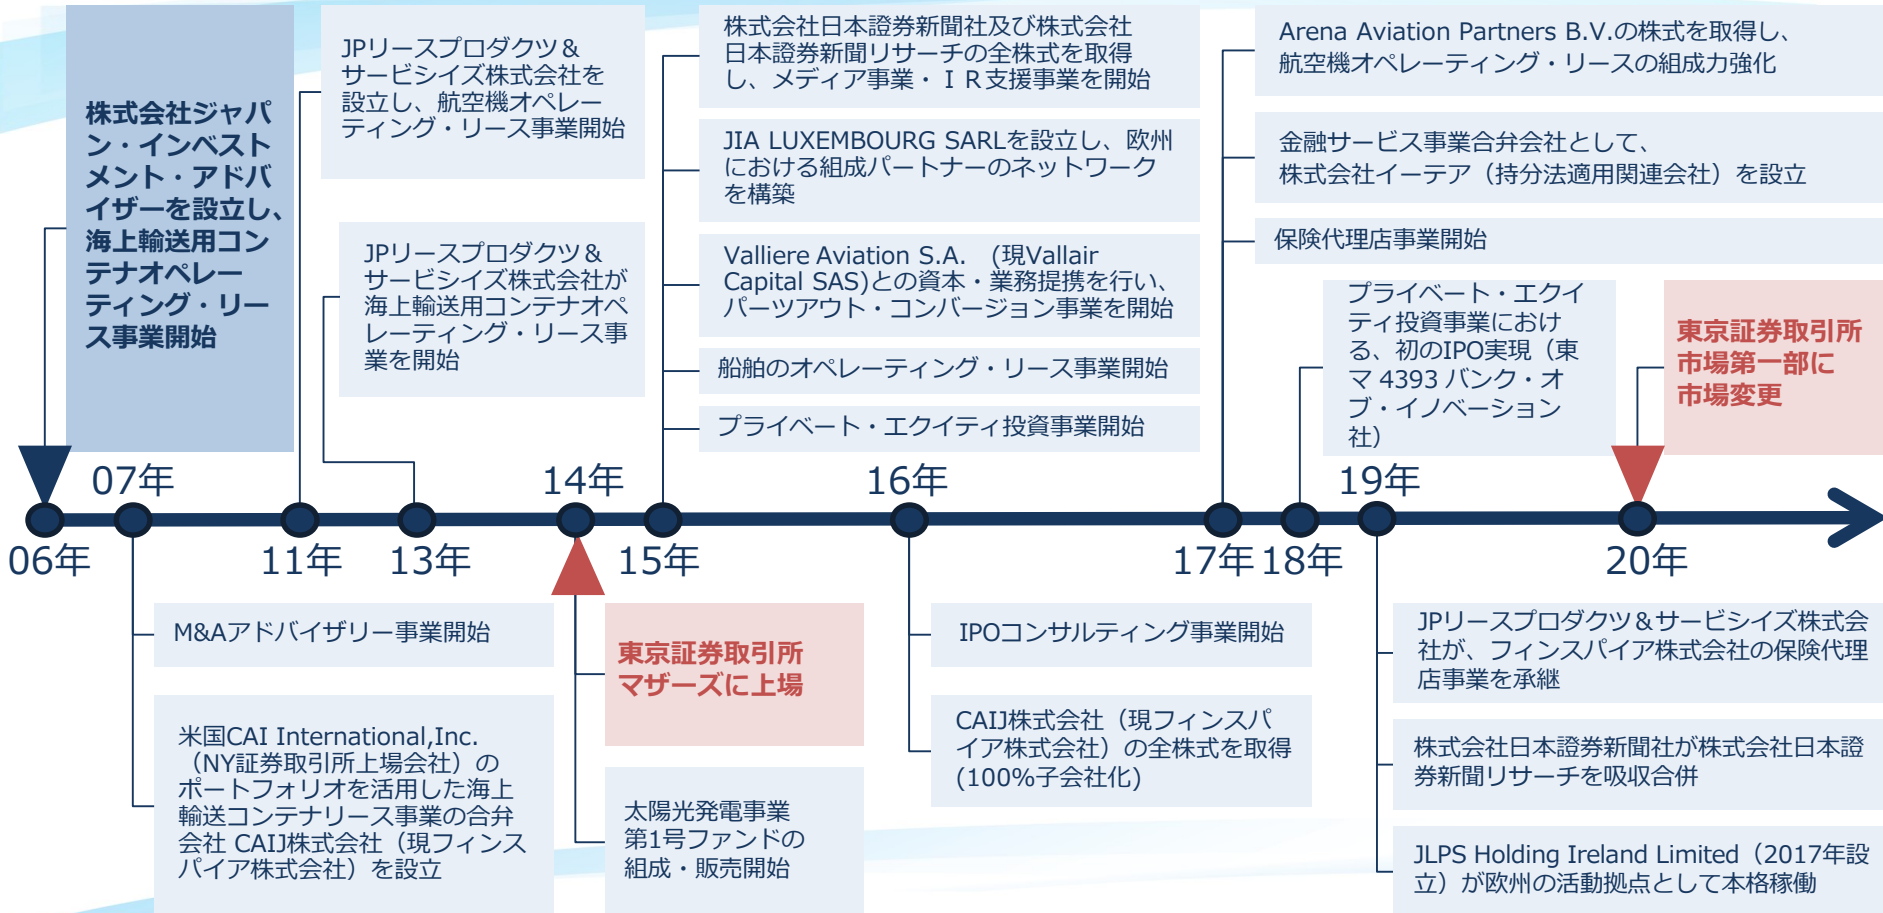 株式会社ジャパ
ン・インベスト
メント・アドバ
イザーを設立し、
海上輸送用コン
テナオペレー
ティング・リー
ス事業開始
JPリースプロダクツ＆
サービシイズ株式会社を
設立し、航空機オペレー
ティング・リース事業開始
JPリースプロダクツ＆
サービシイズ株式会社が
海上輸送用コンテナオペ
レーティング・リース事
業を開始
株式会社日本證券新聞社及び株式会社
日本證券新聞リサーチの全株式を取得
し、メディア事業・ＩＲ支援事業を開始
JIA LUXEMBOURG SARLを設立し、欧州
における組成パートナーのネットワーク
を構築
Valliere Aviation S.A.　(現Vallair
Capital SAS)との資本・業務提携を行い、
パーツアウト・コンバージョン事業を開始
船舶のオペレーティング・リース事業開始
プライベート・エクイティ投資事業開始
Arena Aviation Partners B.V.の株式を取得し、
航空機オペレーティング・リースの組成力強化
金融サービス事業合弁会社として、
株式会社イーテア（持分法適用関連会社）を設立
保険代理店事業開始
プライベート・エクイ
ティ投資事業におけ
る、初のIPO実現（東
マ 4393 バンク・オ
ブ・イノベーション
社）
東京証券取引所
市場第一部に
市場変更
07年
14年
16年
19年
06年
11年
13年
15年
17年
18年
20年
M&Aアドバイザリー事業開始
米国CAI International,Inc.
（NY証券取引所上場会社）の
ポートフォリオを活用した海上
輸送コンテナリース事業の合弁
会社 CAIJ株式会社（現フィンス
パイア株式会社）を設立
東京証券取引所
マザーズに上場
太陽光発電事業
第1号ファンドの
組成・販売開始
IPOコンサルティング事業開始
CAIJ株式会社（現フィンスパ
イア株式会社）の全株式を取得
(100%子会社化)
JPリースプロダクツ＆サービシイズ株式会
社が、フィンスパイア株式会社の保険代理
店事業を承継
株式会社日本證券新聞社が株式会社日本證
券新聞リサーチを吸収合併
JLPS Holding Ireland Limited（2017年設
立）が欧州の活動拠点として本格稼働